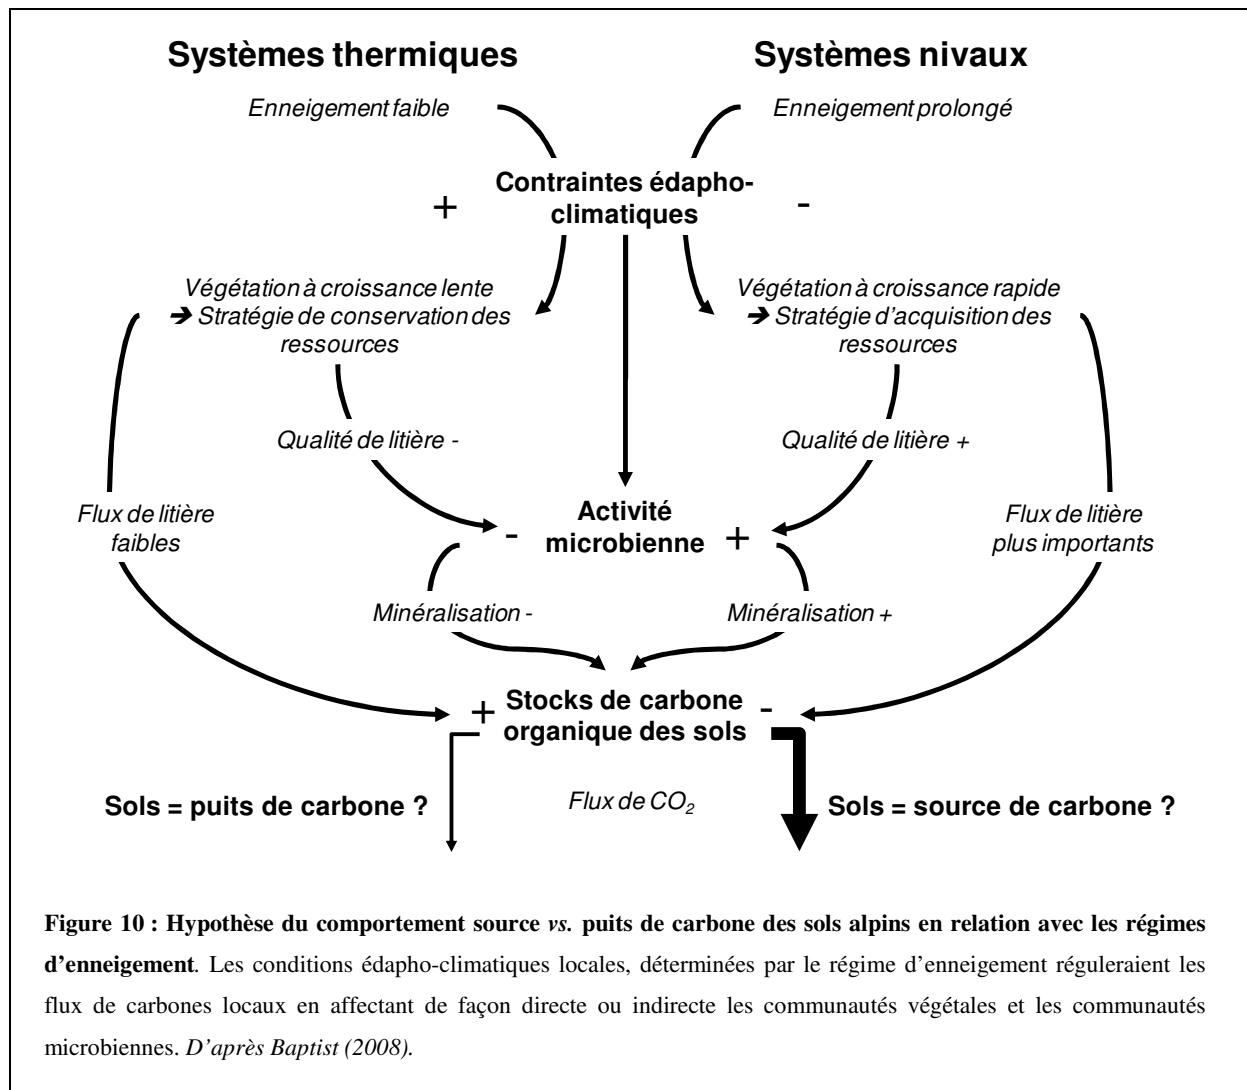 Systèmes thermiques
Systèmes nivaux
Enneigement faible
Enneigement prolongé
Contraintes édapho-
climatiques
+
-
Végétation à croissance lente
➔ Stratégie de conservation des
ressources
Végétation à croissance rapide
➔ Stratégie d'acquisition des
ressources
Qualité de litière -
Qualité de litière +
Flux de litière
faibles
-
Activité
microbienne
+
Flux de litière
plus importants
Minéralisation -
Minéralisation +
+
Stocks de carbone
organique des sols
-
Sols = puits de carbone ?
Flux de CO₂
Sols = source de carbone ?
Figure 10 : Hypothèse du comportement source vs. puits de carbone des sols alpins en relation avec les régimes
d'enneigement. Les conditions édapho-climatiques locales, déterminées par le régime d'enneigement réguleraient les
flux de carbones locaux en affectant de façon directe ou indirecte les communautés végétales et les communautés
microbiennes. D'après Baptist (2008).